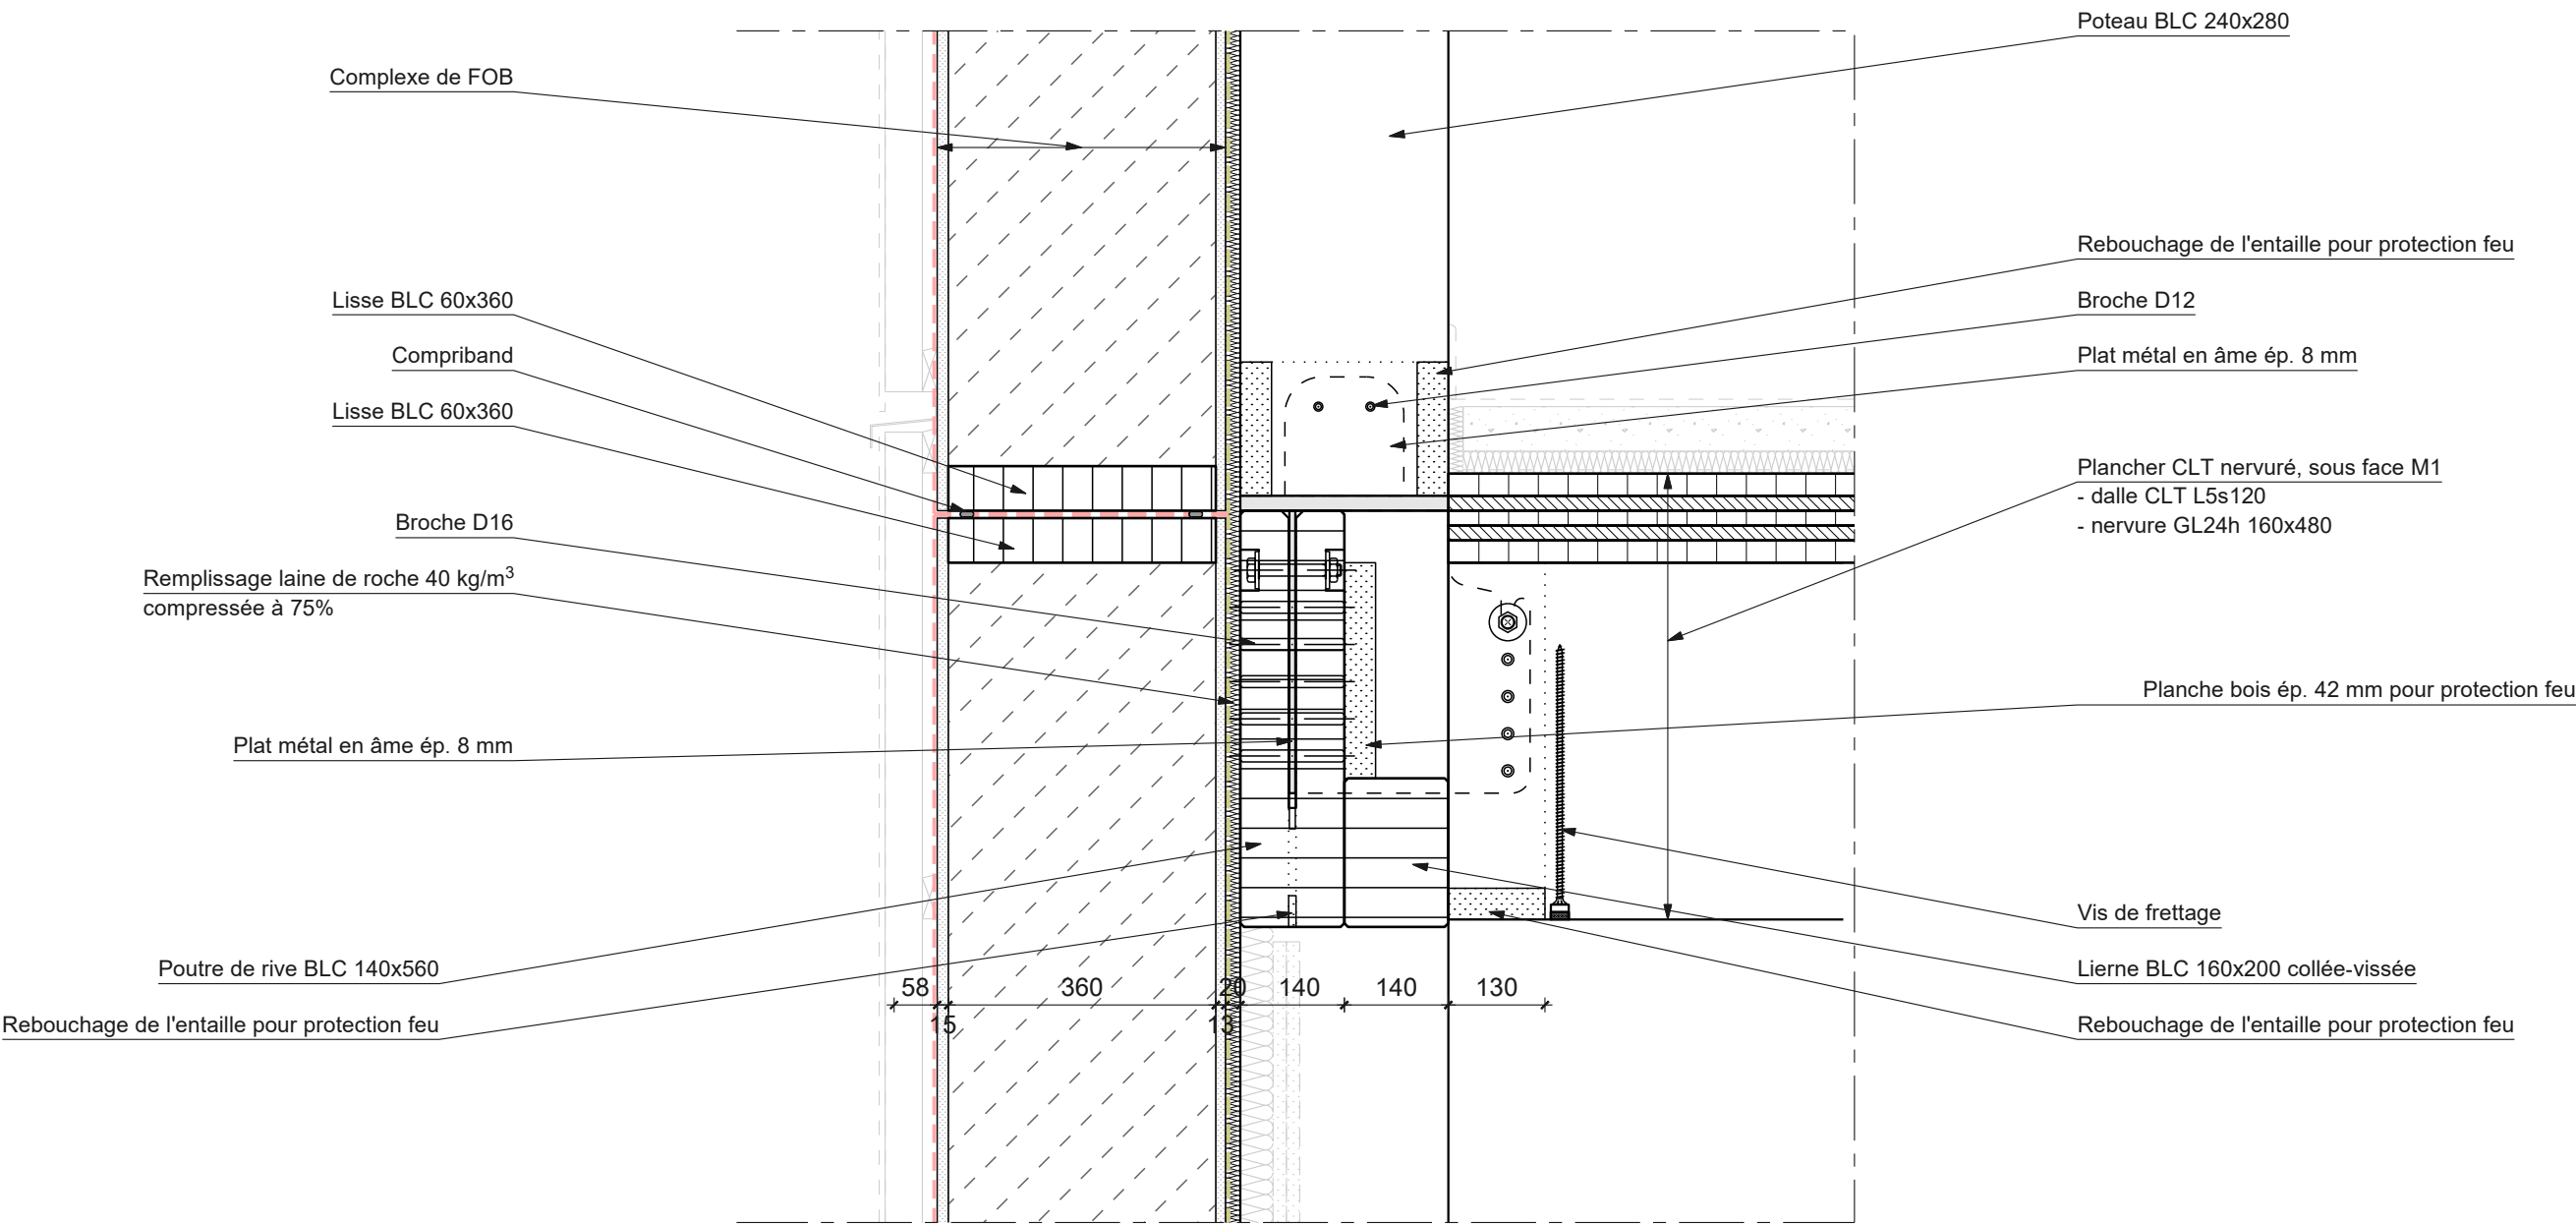 Poteau BLC 240x280
Complexe de FOB
Rebouchage de l'entaille pour protection feu
Lisse BLC 60x360
Broche D12
Compriband
Plat métal en âme ép. 8 mm
Lisse BLC 60x360
Plancher CLT nervuré, sous face M1
- dalle CLT L5s120
- nervure GL24h 160x480
Broche D16
Remplissage laine de roche 40 kg/m³
compressée à 75%
Planche bois ép. 42 mm pour protection feu
Plat métal en âme ép. 8 mm
Vis de frettage
Poutre de rive BLC 140x560
Lierne BLC 160x200 collée-vissée
58 360 20 140 140 130
15 13
Rebouchage de l'entaille pour protection feu
Rebouchage de l'entaille pour protection feu